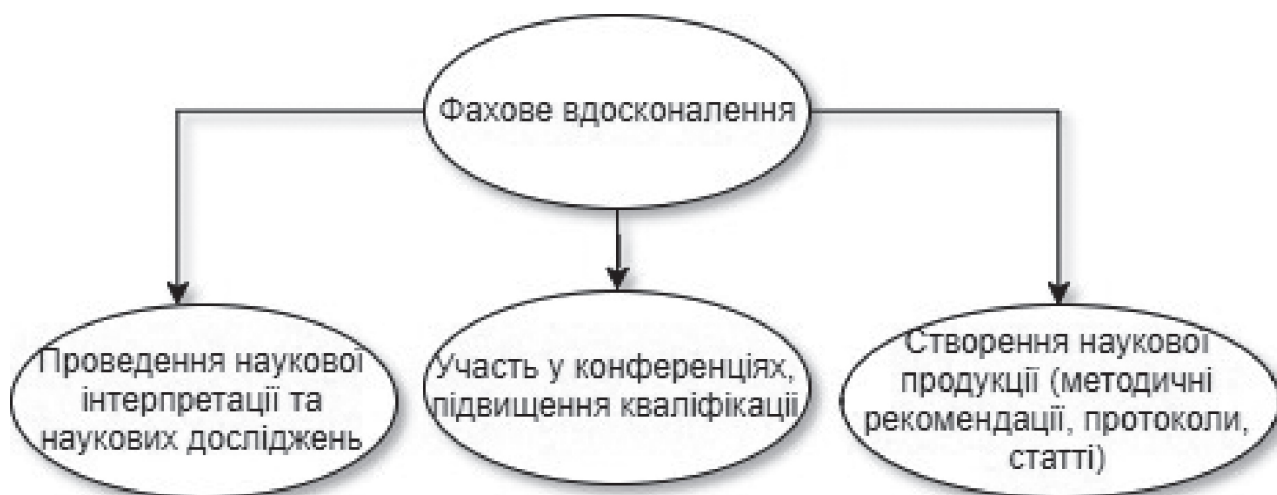 Фахове вдосконалення
Проведення наукової
інтерпретації та
наукових досліджень
Участь у конференціях,
підвищення кваліфікації
Створення наукової
продукції (методичні
рекомендації, протоколи,
статті)